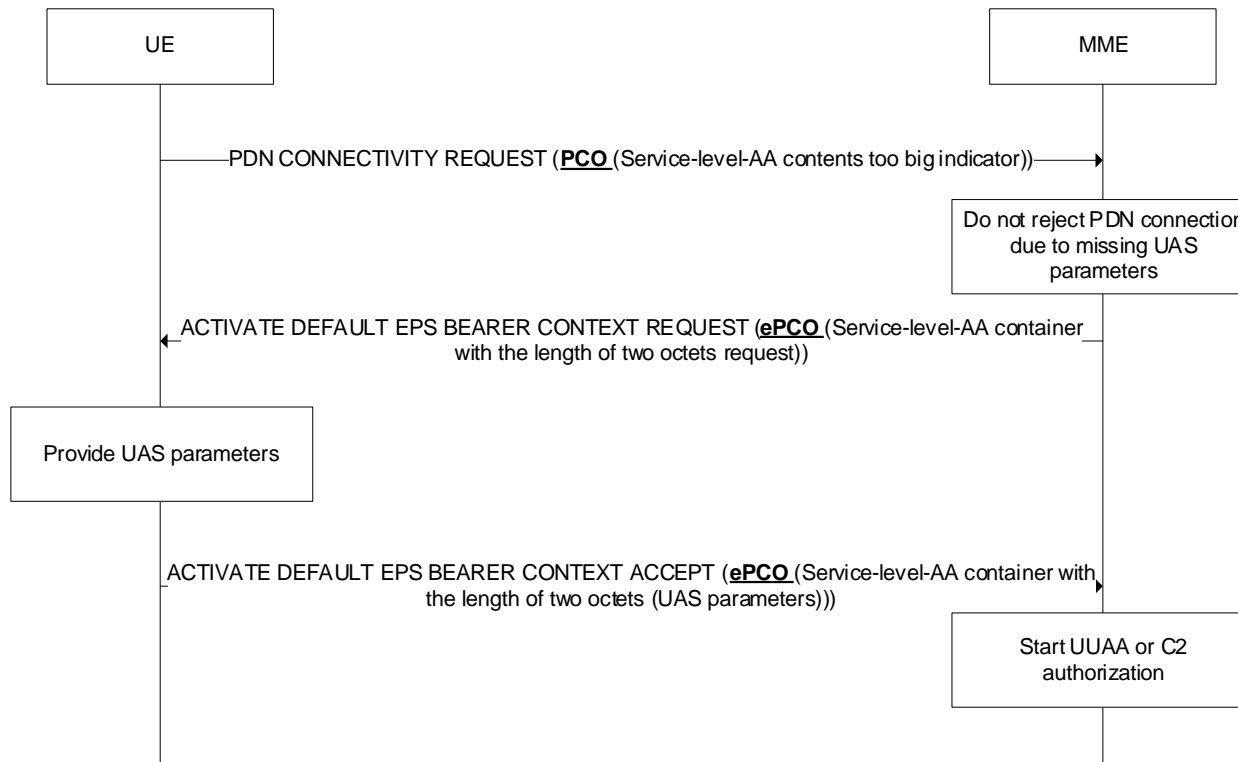 UE
MME
PDN CONNECTIVITY REQUEST (PCO (Service-level-AA contents too big indicator))
Do not reject PDN connection
due to missing UAS
parameters
ACTIVATE DEFAULT EPS BEARER CONTEXT REQUEST (ePCO (Service-level-AA container
with the length of two octets request))
Provide UAS parameters
ACTIVATE DEFAULT EPS BEARER CONTEXT ACCEPT (ePCO (Service-level-AA container with
the length of two octets (UAS parameters)))
Start UUAA or C2
authorization